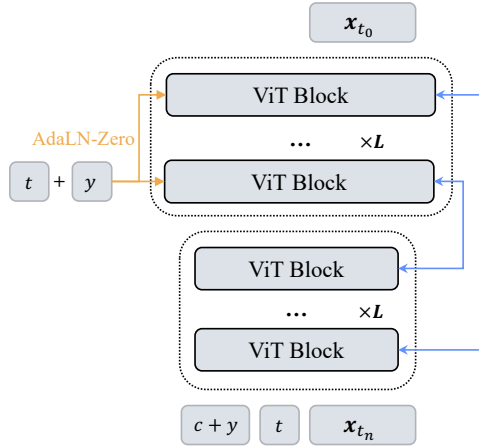 x_{t_0}
ViT Block
AdaLN-Zero
... ×L
t + y
ViT Block
ViT Block
... ×L
ViT Block
c + y t x_{t_n}